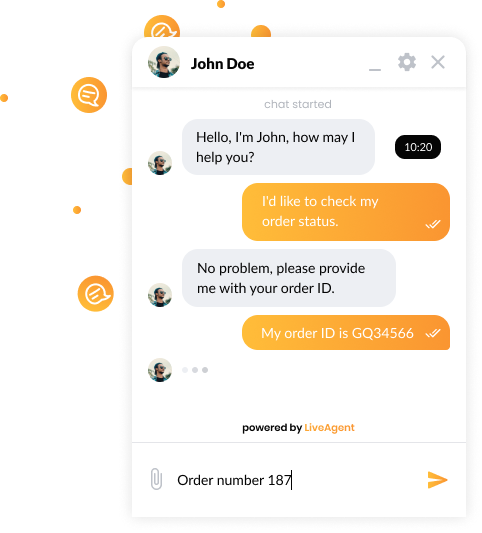 John Doe
chat started
Hello, I'm John, how may I
help you?
10:20
I'd like to check my
order status.
No problem, please provide
me with your order ID.
My order ID is GQ34566
powered by LiveAgent
Order number 187